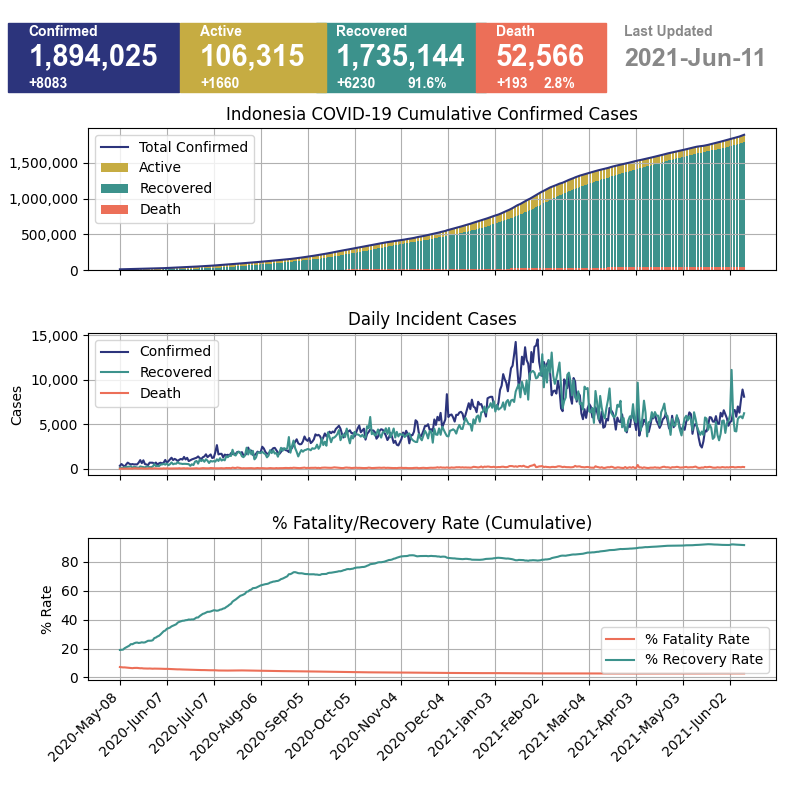 Confirmed Active Recovered Death Last Updated
1,894,025 106,315 1,735,144 52,566 2021-Jun-11
+8083 +1660 +6230 91.6% +193 2.8%
Indonesia COVID-19 Cumulative Confirmed Cases
Total Confirmed
Active
Recovered
Death
1,500,000
1,000,000
500,000
0
Daily Incident Cases
Confirmed
Recovered
Death
15,000
10,000
5,000
0
Cases
% Fatality/Recovery Rate (Cumulative)
80
60
40
20
0
% Rate
% Fatality Rate
% Recovery Rate
2020-May-08
2020-Jun-07
2020-Jul-07
2020-Aug-06
2020-Sep-05
2020-Oct-05
2020-Nov-04
2020-Dec-04
2021-Jan-03
2021-Feb-02
2021-Mar-04
2021-Apr-03
2021-May-03
2021-Jun-02